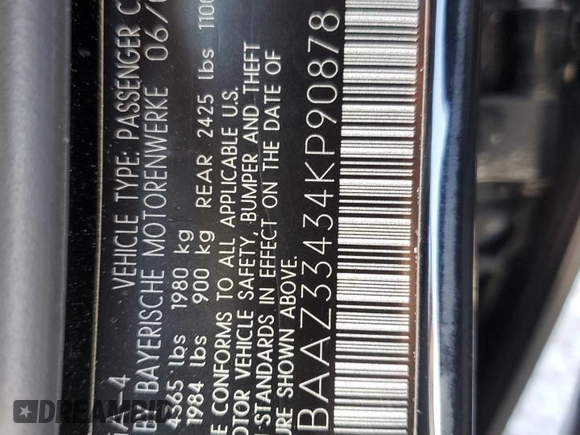 VEHICLE TYPE: PASSENGER C
BAYERISCHE MOTORENWERKE 06/
4365 lbs 1980 kg
1984 lbs 900 kg REAR 2425 lbs 1100
E CONFORMS TO ALL APPLICABLE U.S.
OTOR VEHICLE SAFETY, BUMPER AND THEFT
N STANDARDS IN EFFECT ON THE DATE OF
URE SHOWN ABOVE.
BAAZ33434KP90878
DREAMBID